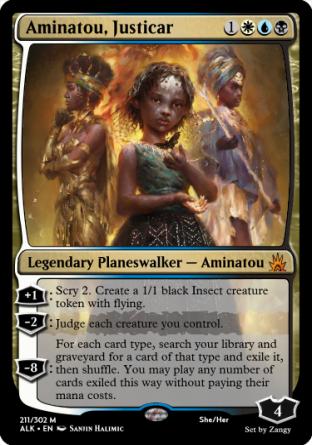 Aminatou, Justicar 1
Legendary Planeswalker — Aminatou
+1: Scry 2. Create a 1/1 black Insect creature
token with flying.
-2: Judge each creature you control.
For each card type, search your library and
graveyard for a card of that type and exile it,
-8: then shuffle. You may play any number of
cards exiled this way without paying their
mana costs.
4
211/302 M She/Her
ALK • EN SANJIN HALIMIC Set by Zangy